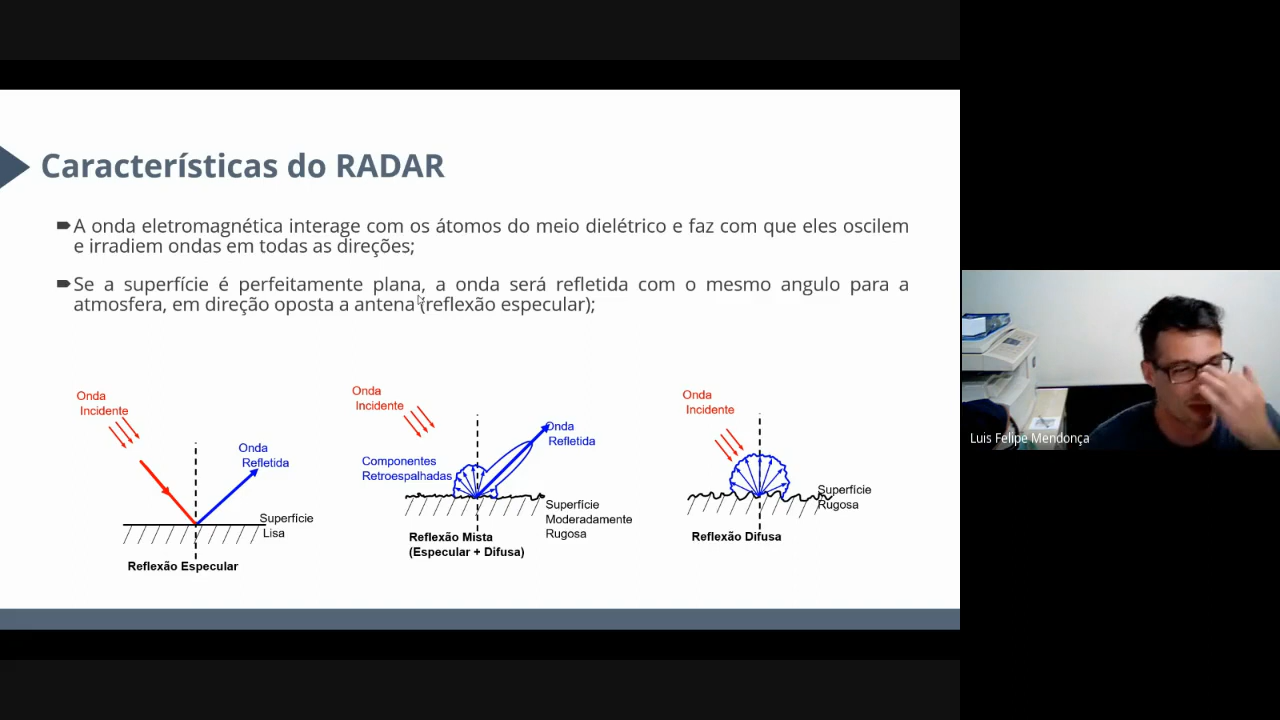 Características do RADAR
A onda eletromagnética interage com os átomos do meio dielétrico e faz com que eles oscilem
e irradiem ondas em todas as direções;
Se a superfície é perfeitamente plana, a onda será refletida com o mesmo angulo para a
atmosfera, em direção oposta a antena (reflexão especular);
Onda
Incidente
Onda
Refletida
Superfície
Lisa
Reflexão Especular
Onda
Incidente
Componentes
Retroespalhadas
Onda
Refletida
Superfície
Moderadamente
Rugosa
Reflexão Mista
(Especular + Difusa)
Onda
Incidente
Superfície
Rugosa
Reflexão Difusa
Luis Felipe Mendonça